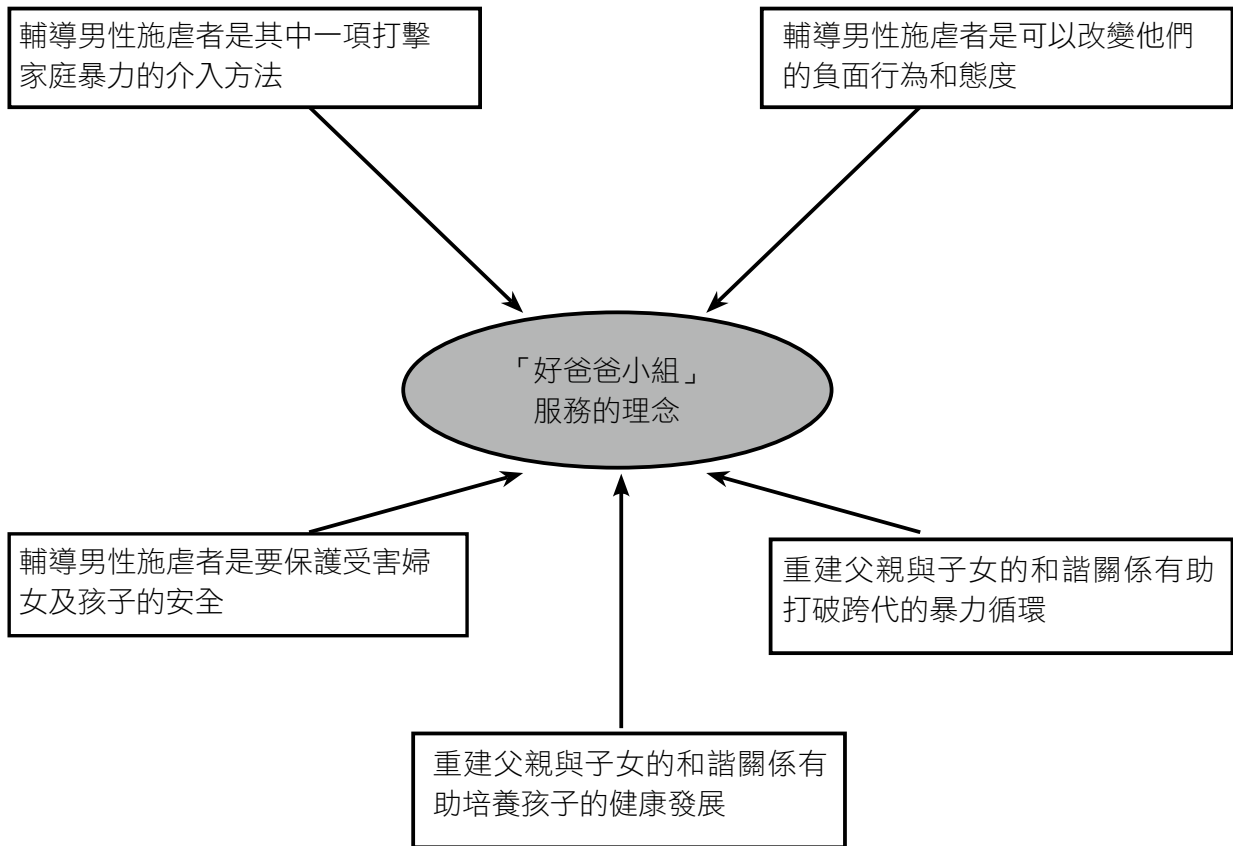 輔導男性施虐者是其中一項打擊
家庭暴力的介入方法
輔導男性施虐者是可以改變他們
的負面行為和態度
「好爸爸小組」
服務的理念
輔導男性施虐者是要保護受害婦
女及孩子的安全
重建父親與子女的和諧關係有助
打破跨代的暴力循環
重建父親與子女的和諧關係有
助培養孩子的健康發展